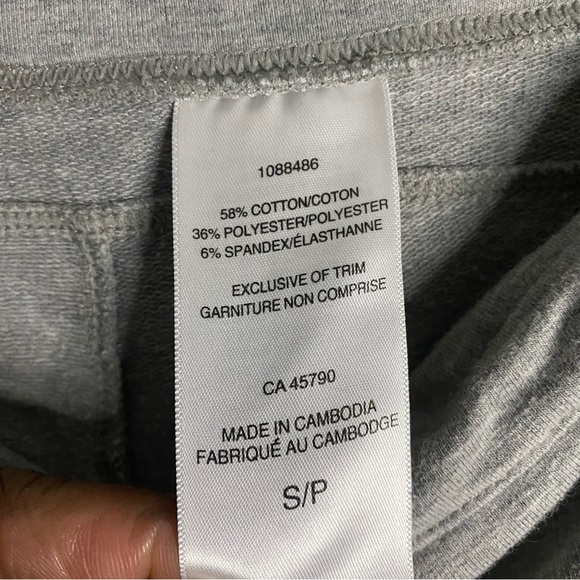 1088486
58% COTTON/COTON
36% POLYESTER/POLYESTER
6% SPANDEX/ÉLASTHANNE
EXCLUSIVE OF TRIM
GARNITURE NON COMPRISE
CA 45790
MADE IN CAMBODIA
FABRIQUÉ AU CAMBODGE
S/P